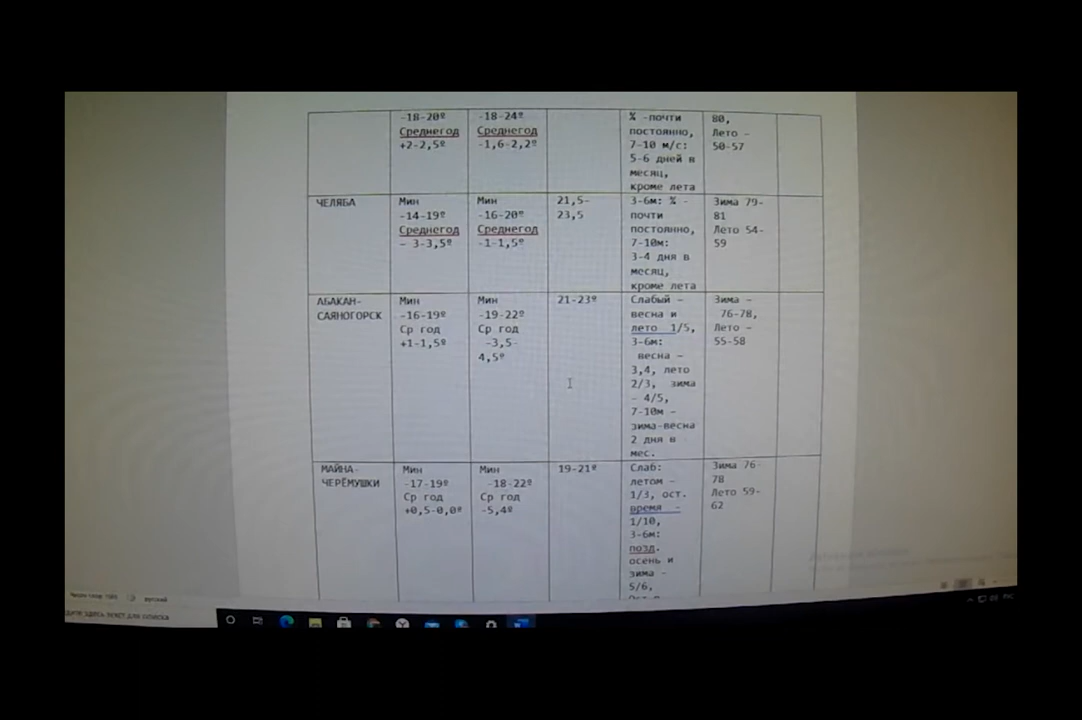 -18-20º
Среднегод
+2-2,5º
-18-24º
Среднегод
-1,6-2,2º
% -почти
постоянно,
7-10 м/с:
5-6 дней в
месяц,
кроме лета
80,
Лето –
50-57
ЧЕЛЯБА
Мин
-14-19º
Среднегод
– 3-3,5º
Мин
-16-20º
Среднегод
-1-1,5º
21,5-
23,5
3-6м: % -
почти
постоянно,
7-10м:
3-4 дня в
месяц,
кроме лета
Зима 79-
81
Лето 54-
59
АБАКАН-
САЯНОГОРСК
Мин
-16-19º
Ср год
+1-1,5º
Мин
-19-22º
Ср год
-3,5-
4,5º
21-23º
Слабый –
весна и
лето 1/5,
3-6м:
весна –
3,4, лето
2/3, зима
– 4/5,
7-10м –
зима-весна
2 дня в
мес.
Зима –
76-78,
Лето –
55-58
МАЙНА-
ЧЕРЁМУШКИ
Мин
-17-19º
Ср год
+0,5-0,0º
Мин
-18-22º
Ср год
-5,4º
19-21º
Слаб:
летом –
1/3, ост.
время –
1/10,
3-6м:
позд.
осень и
зима –
5/6,
Зима 76-
78
Лето 59-
62
русский
здесь текст для поиска